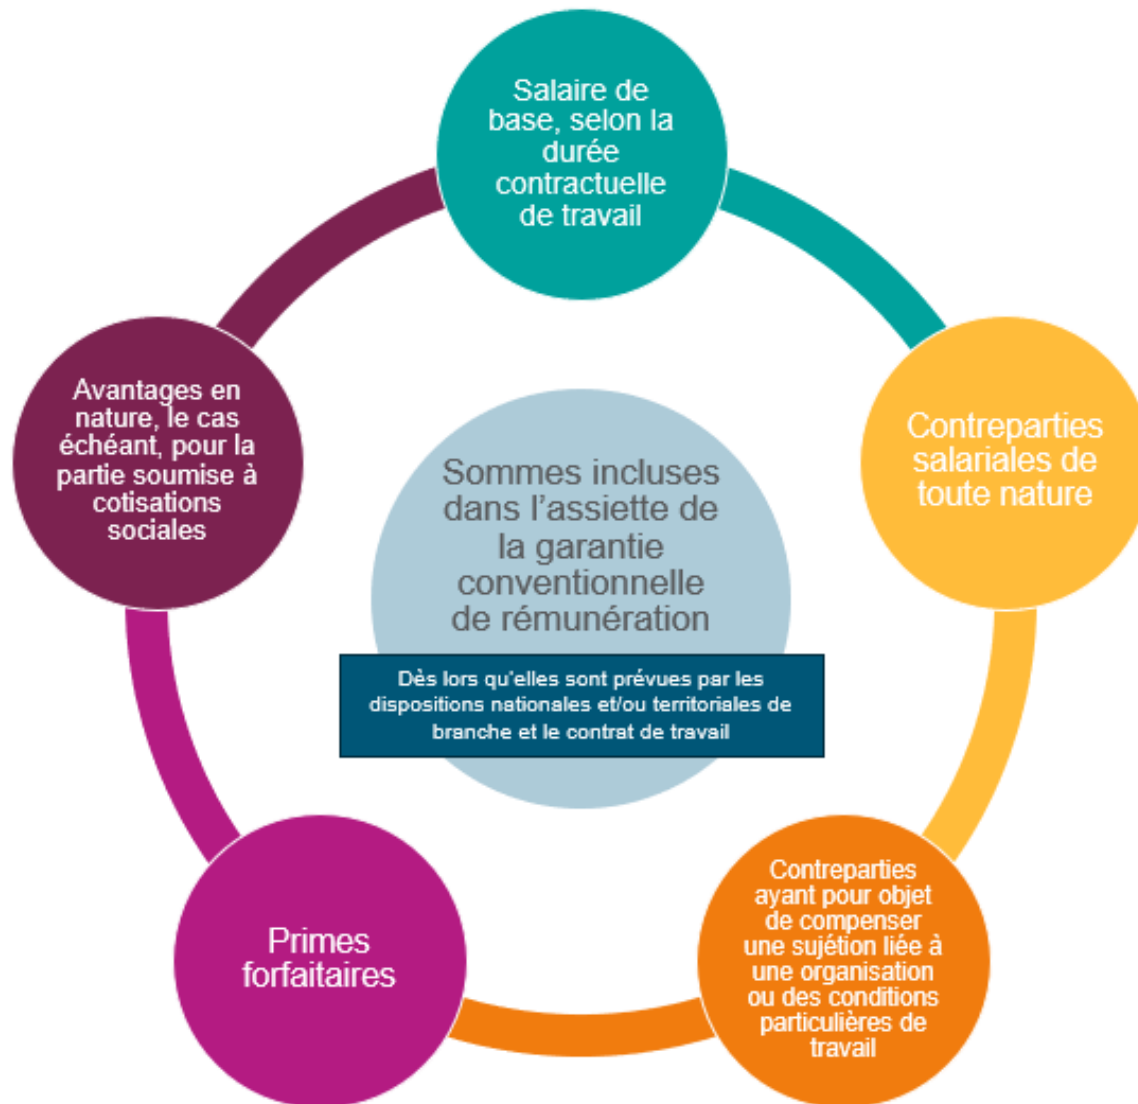 Salaire de
base, selon la
durée
contractuelle
de travail
Contreparties
salariales de
toute nature
Contreparties
ayant pour objet
de compenser
une sujétion liée à
une organisation
ou des conditions
particulières de
travail
Primes
forfaitaires
Avantages en
nature, le cas
échéant, pour la
partie soumise à
cotisations
sociales
Sommes incluses
dans l'assiette de
la garantie
conventionnelle
de rémunération
Dès lors qu'elles sont prévues par les
dispositions nationales et/ou territoriales de
branche et le contrat de travail